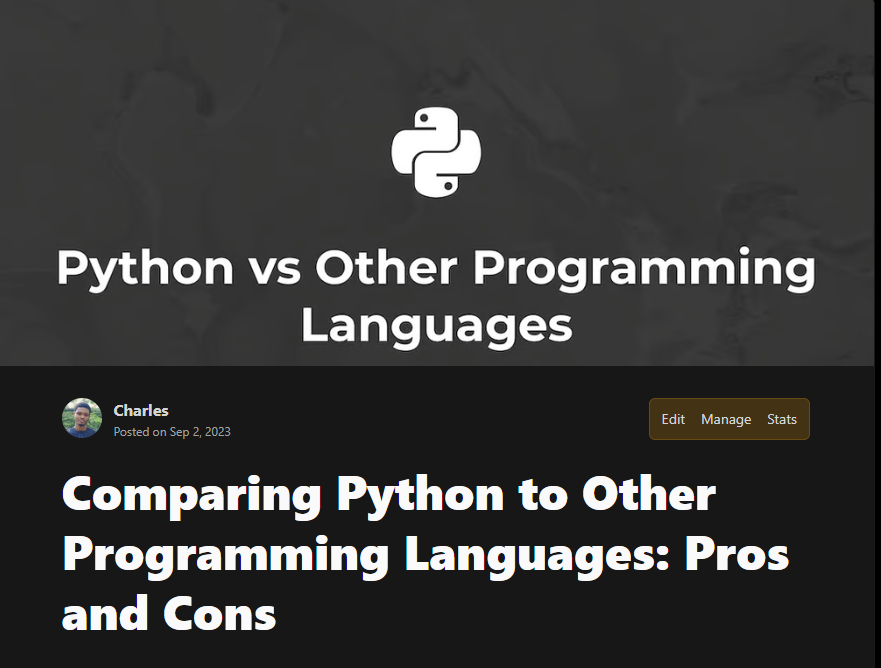 Python vs Other Programming
Languages
Charles
Posted on Sep 2, 2023
Edit Manage Stats
Comparing Python to Other
Programming Languages: Pros
and Cons